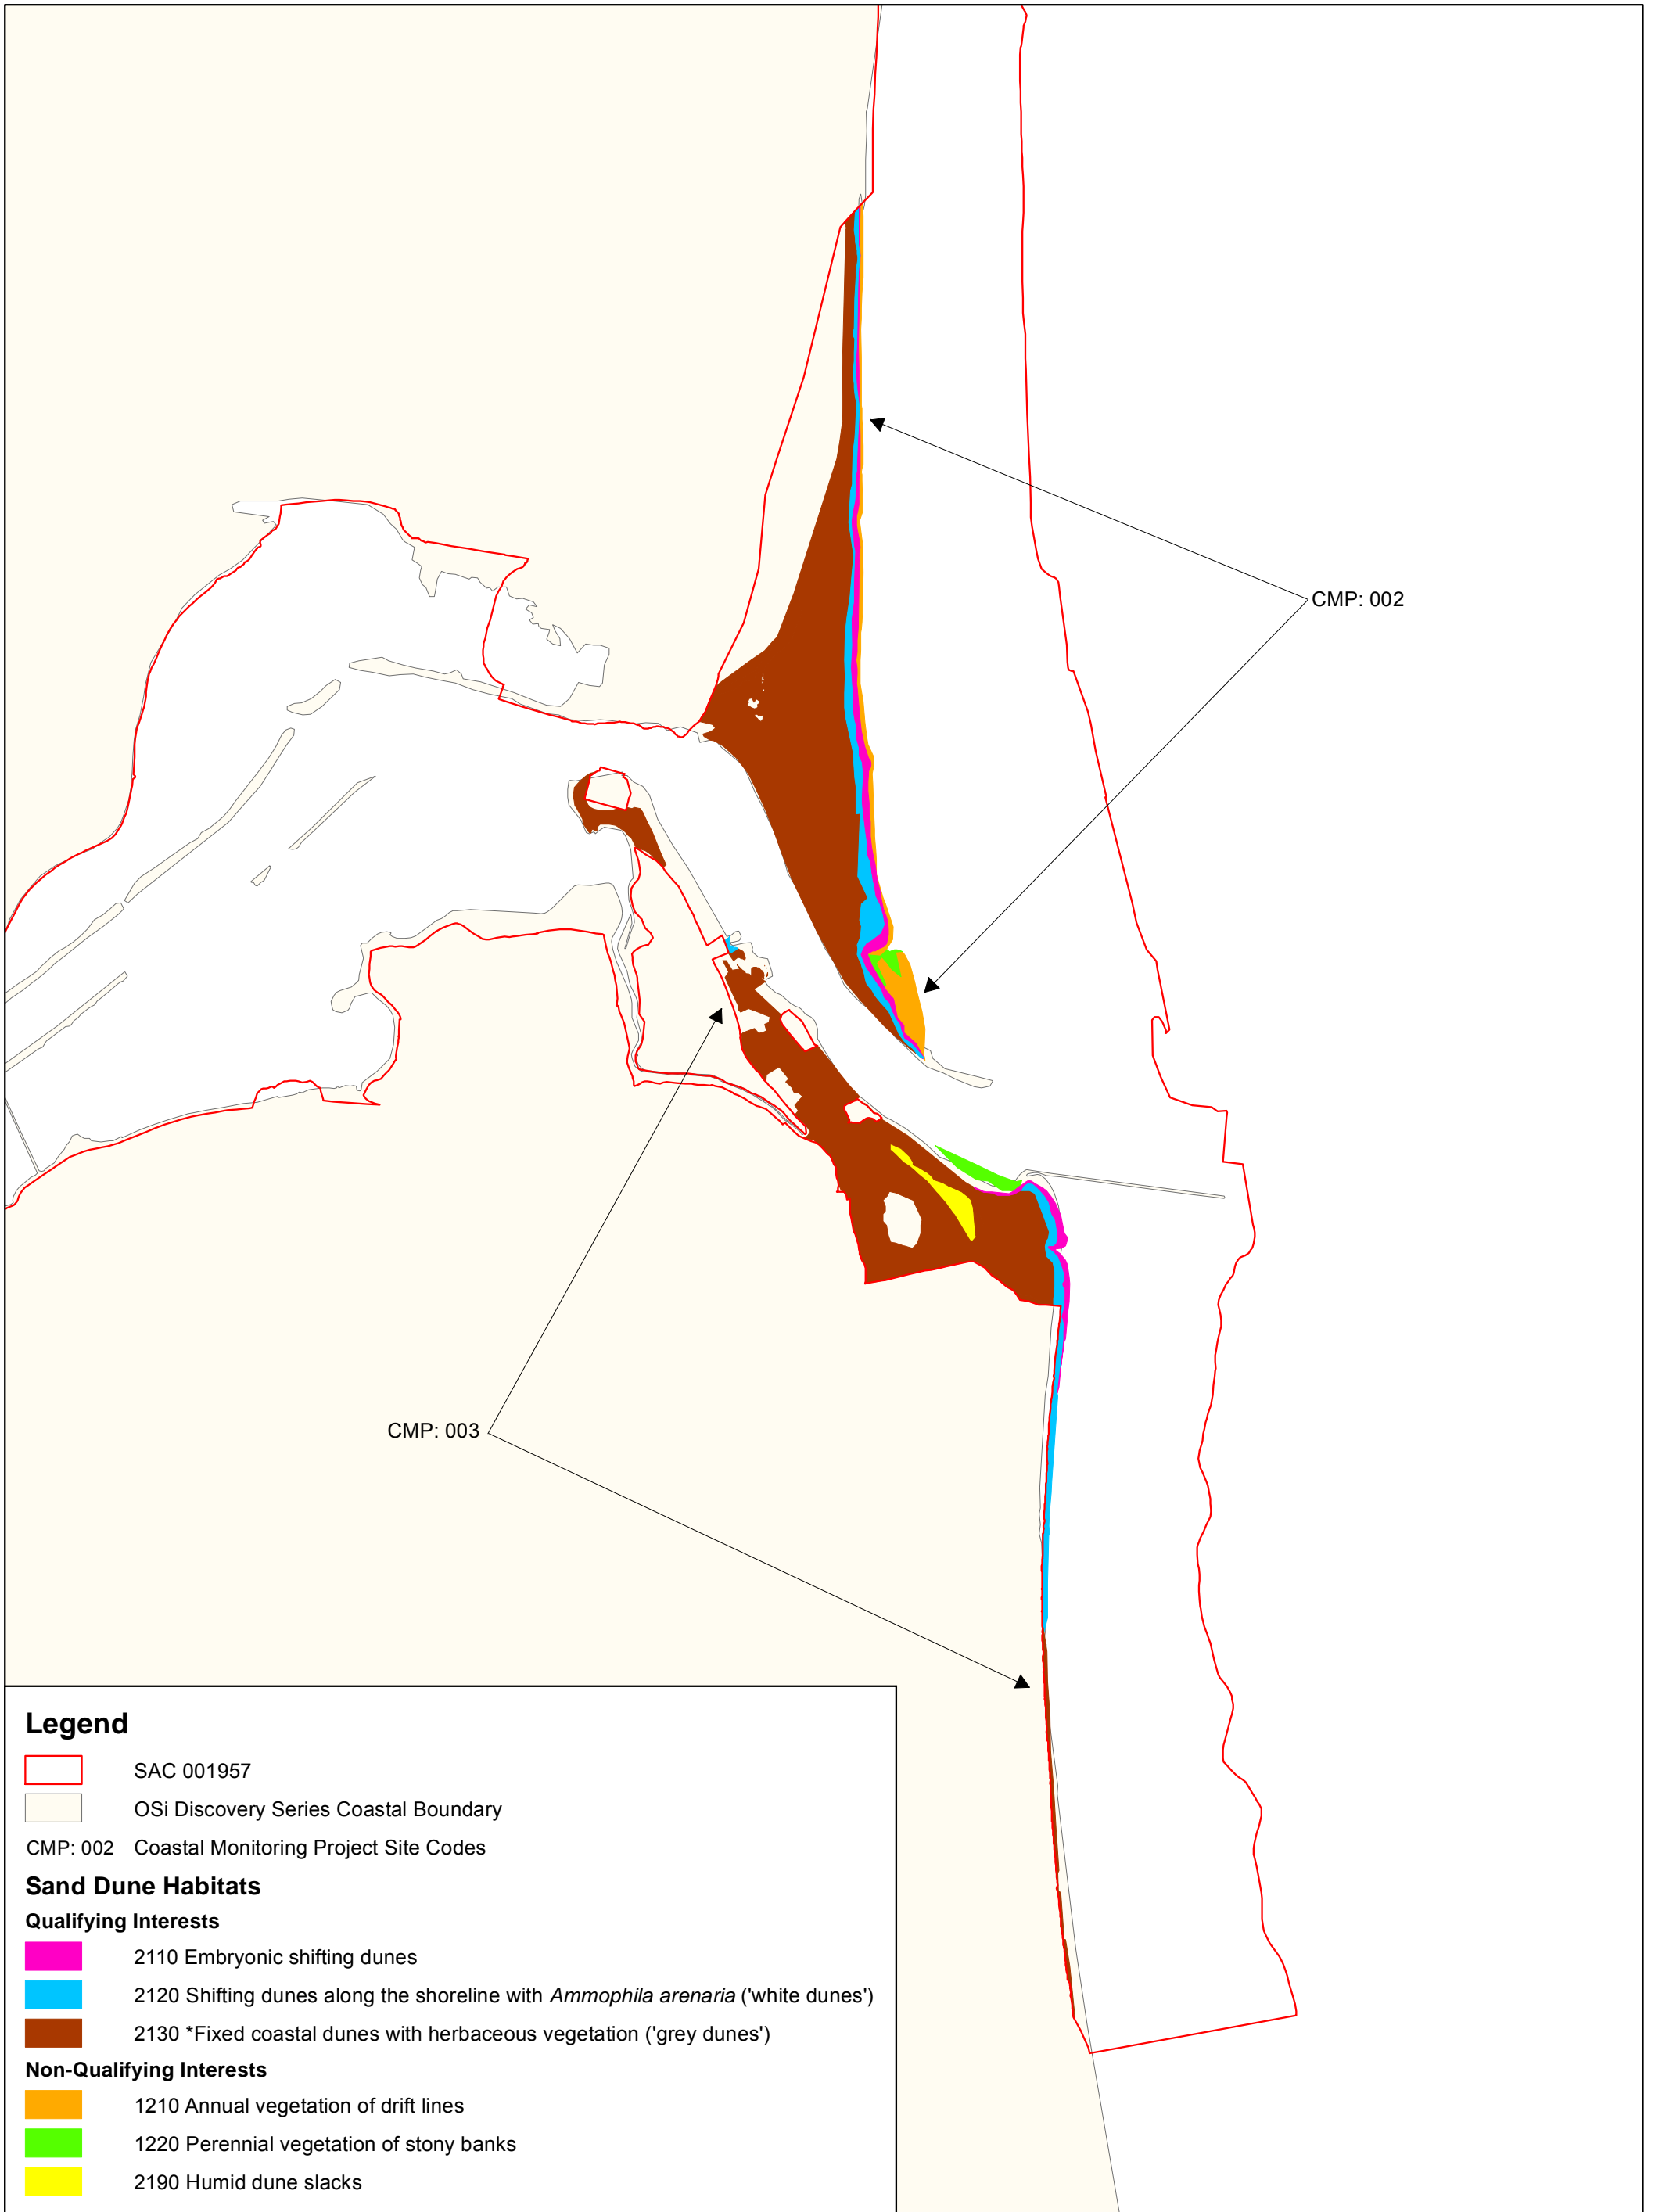 CMP: 002
CMP: 003
Legend
SAC 001957
OSi Discovery Series Coastal Boundary
CMP: 002 Coastal Monitoring Project Site Codes
Sand Dune Habitats
Qualifying Interests
2110 Embryonic shifting dunes
2120 Shifting dunes along the shoreline with Ammophila arenaria ('white dunes')
2130 *Fixed coastal dunes with herbaceous vegetation ('grey dunes')
Non-Qualifying Interests
1210 Annual vegetation of drift lines
1220 Perennial vegetation of stony banks
2190 Humid dune slacks